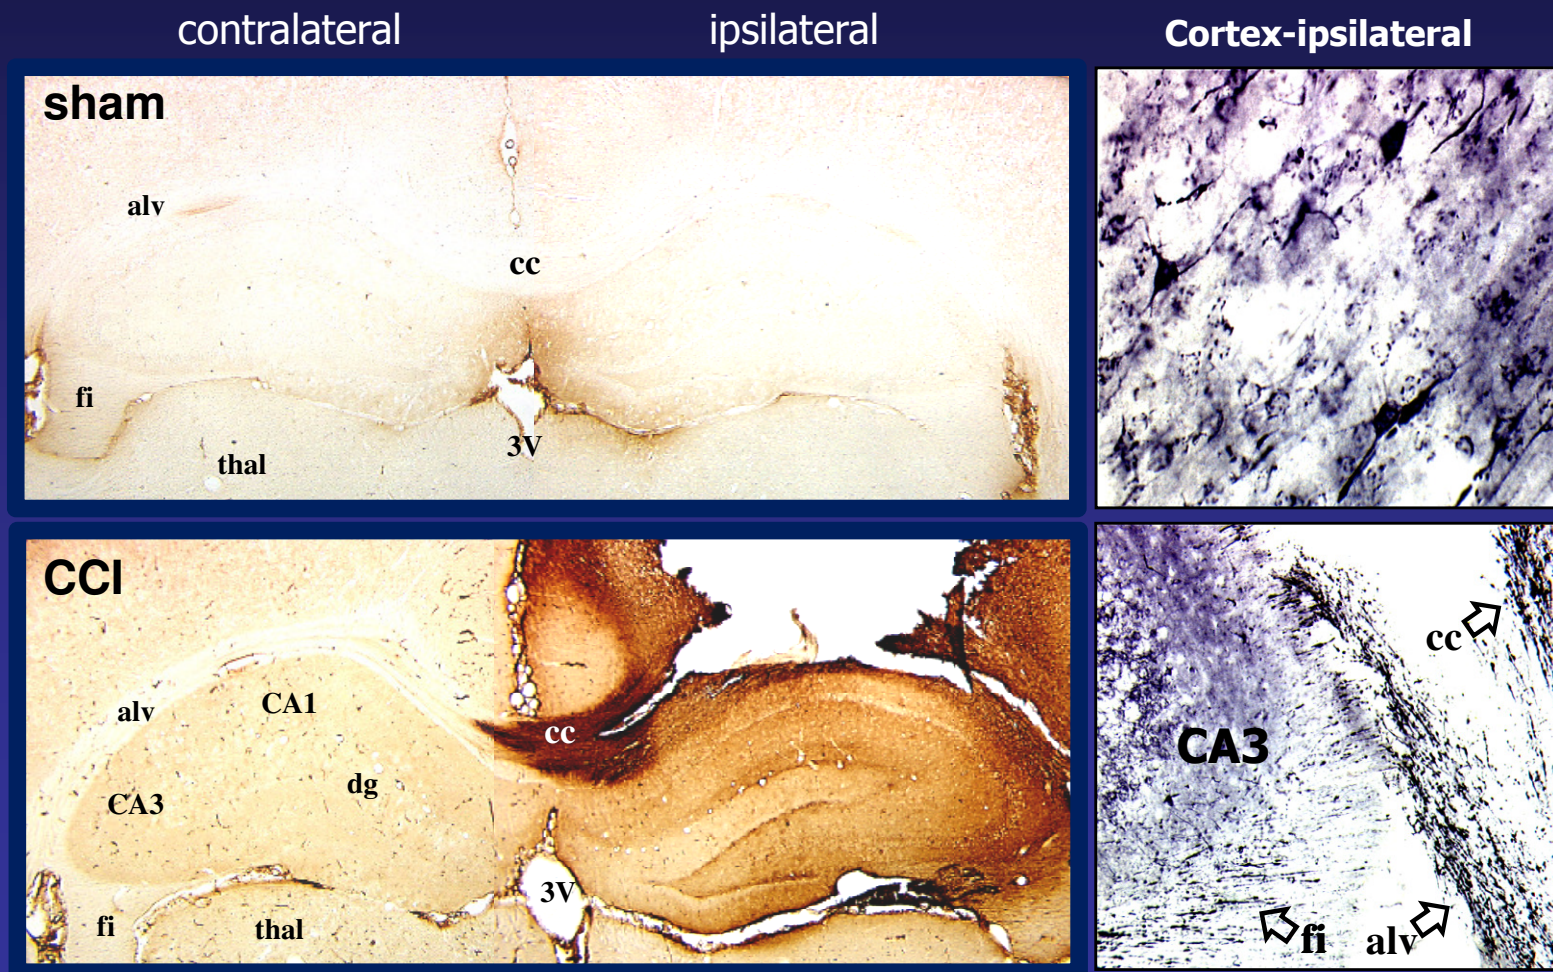 contralateral
ipsilateral
Cortex-ipsilateral
sham
alv
cc
fi
3V
thal
CCI
CA1
alv
cc
dg
CA3
3V
fi
thal
cc
CA3
fi
alv